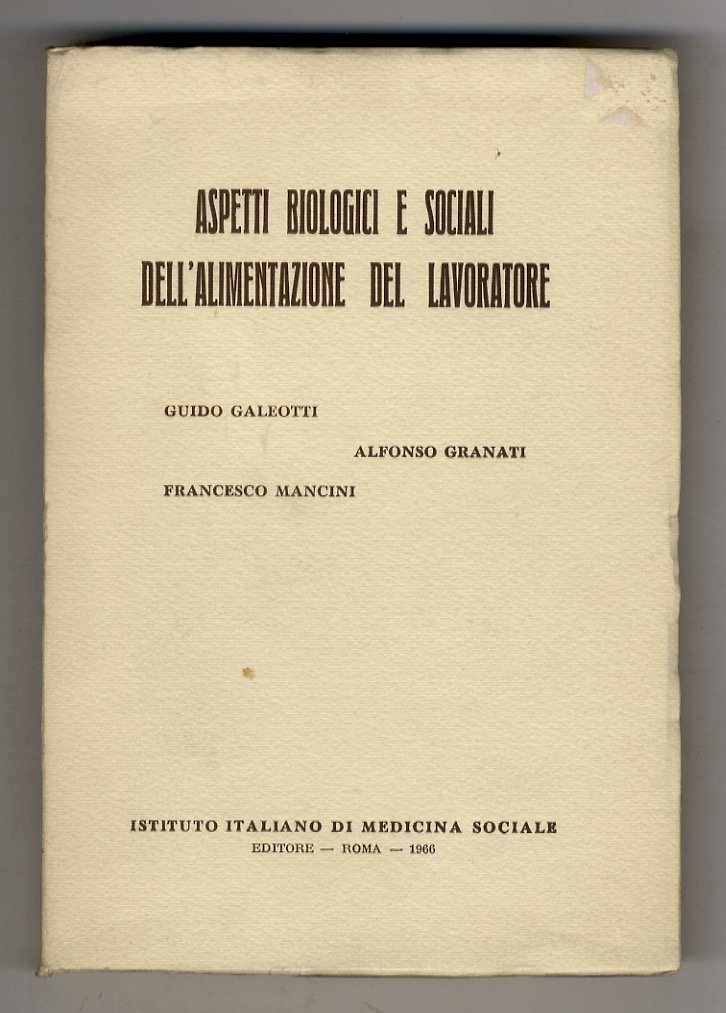 ASPETTI BIOLOGICI E SOCIALI
DELL'ALIMENTAZIONE DEL LAVORATORE
GUIDO GALEOTTI
ALFONSO GRANATI
FRANCESCO MANCINI
ISTITUTO ITALIANO DI MEDICINA SOCIALE
EDITORE — ROMA — 1966